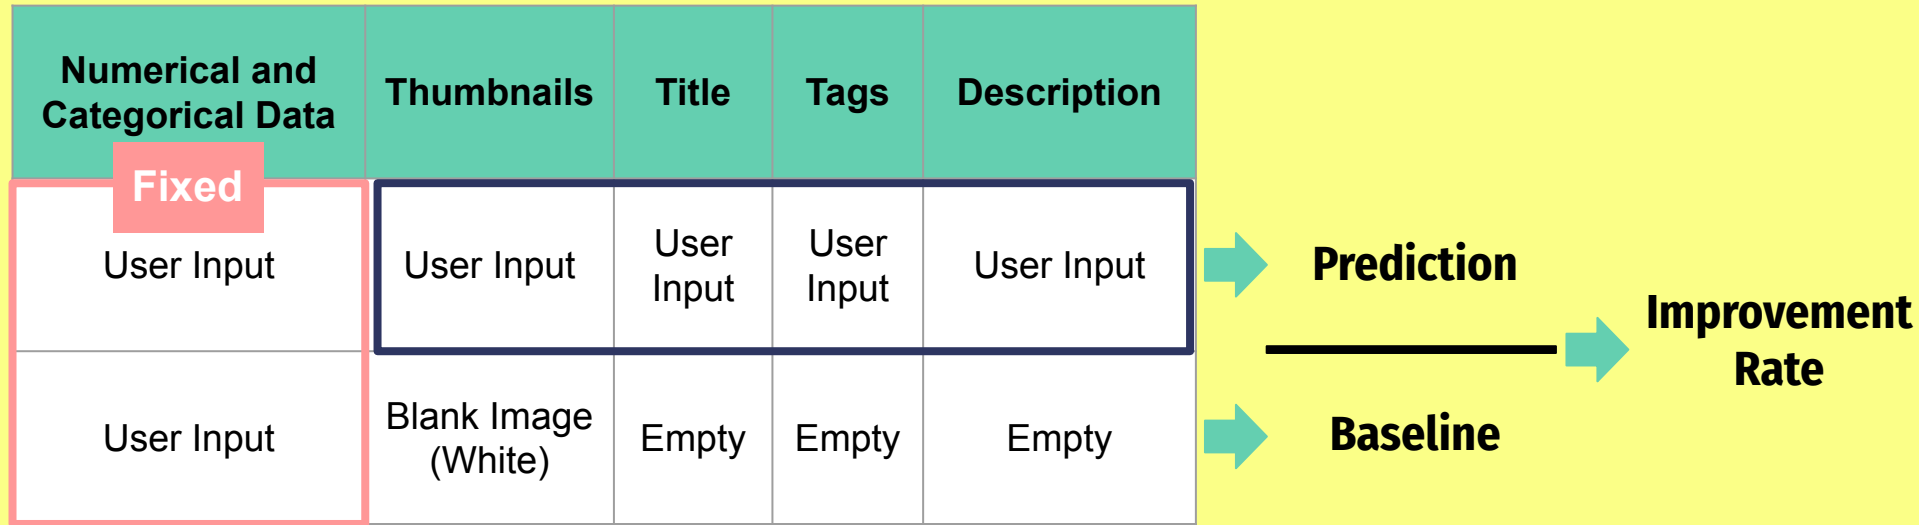 Numerical and
Categorical Data
Thumbnails
Title
Tags
Description
Fixed
User Input
User Input
User
Input
User
Input
User Input
Prediction
Improvement
Rate
User Input
Blank Image
(White)
Empty
Empty
Empty
Baseline